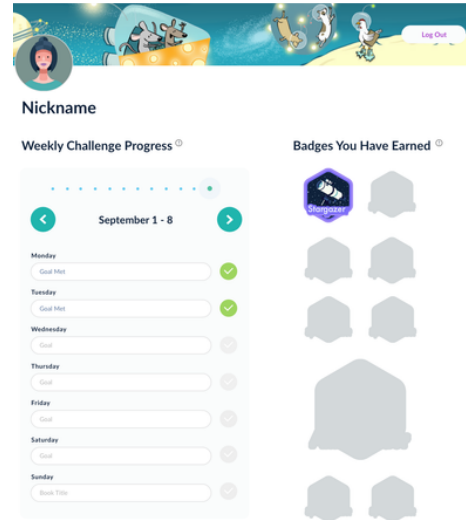 Log Out
Nickname
Weekly Challenge Progress
September 1 - 8
Monday
Goal Met
Tuesday
Goal Met
Wednesday
Goal
Thursday
Goal
Friday
Goal
Saturday
Goal
Sunday
Book Title
Badges You Have Earned
Stargazer